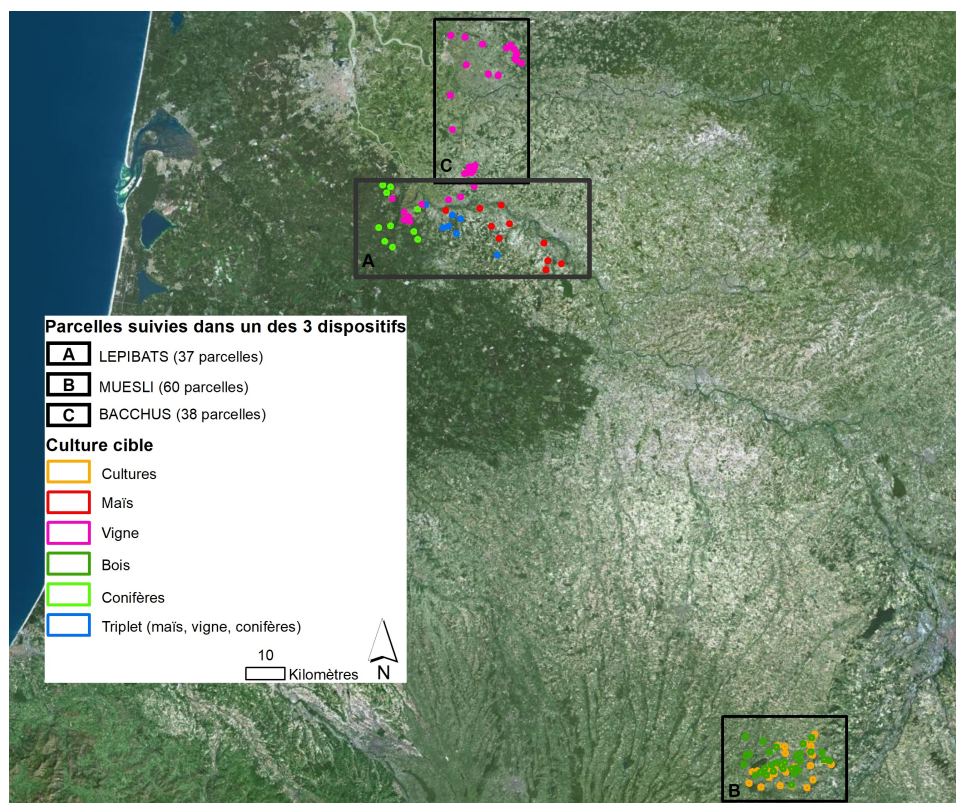 C
A
Parcelles suivies dans un des 3 dispositifs
A LEPIBATS (37 parcelles)
B MUESLI (60 parcelles)
C BACCHUS (38 parcelles)
Culture cible
Cultures
Maïs
Vigne
Bois
Conifères
Triplet (maïs, vigne, conifères)
10
Kilomètres
N
B